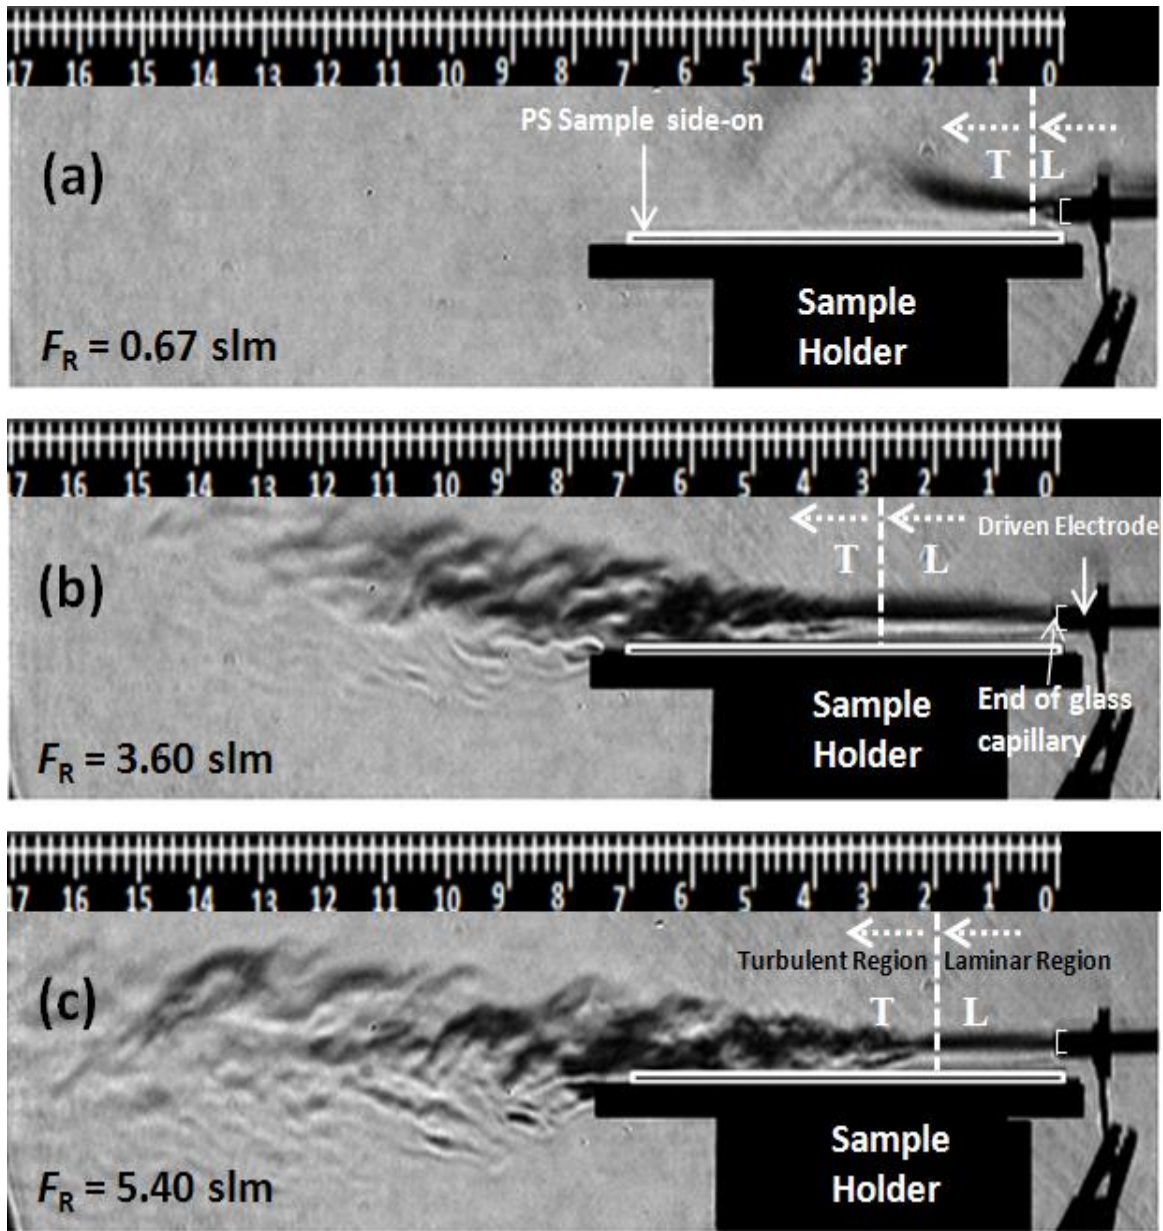 17 16 15 14 13 12 11 10 9 8 7 6 5 4 3 2 1 0
PS Sample side-on
T L
(a)
Sample
Holder
FR = 0.67 slm
17 16 15 14 13 12 11 10 9 8 7 6 5 4 3 2 1 0
Driven Electrode
T L
(b)
End of glass
capillary
Sample
Holder
FR = 3.60 slm
17 16 15 14 13 12 11 10 9 8 7 6 5 4 3 2 1 0
Turbulent Region Laminar Region
(c)
T L
Sample
Holder
FR = 5.40 slm